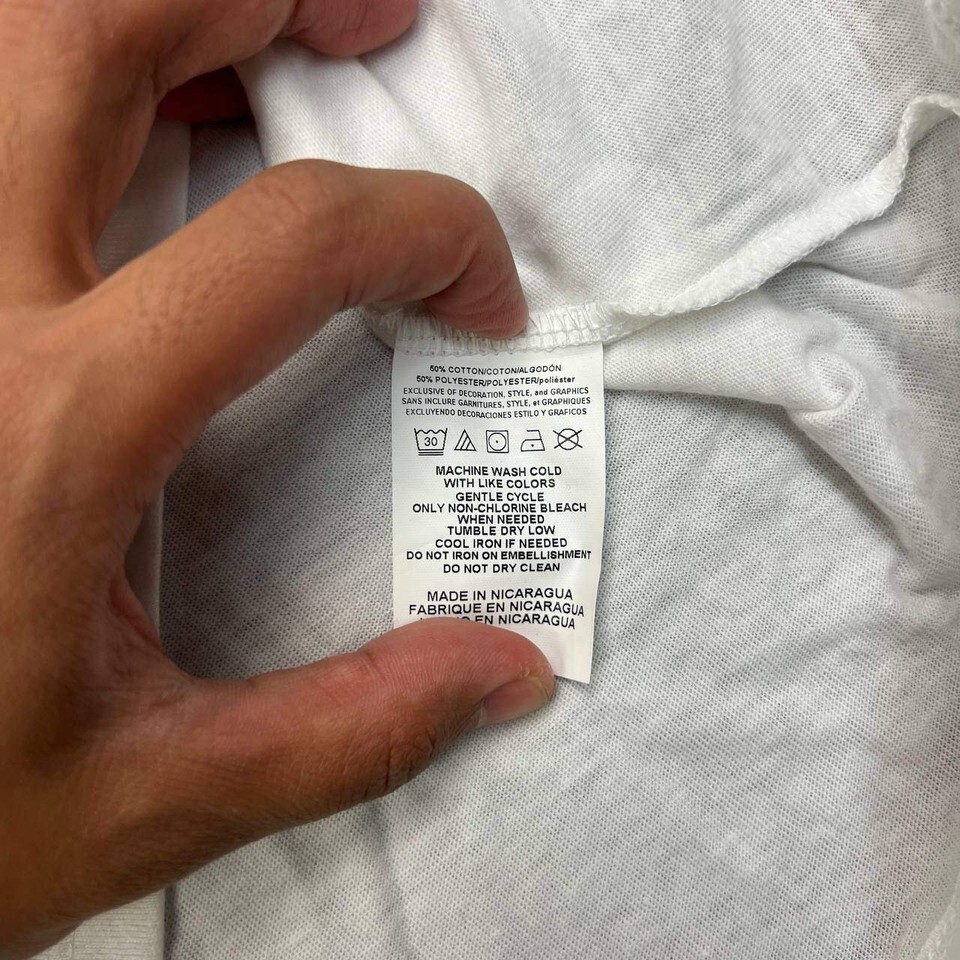 50% COTTON/COTON/ALGODÓN
50% POLYESTER/POLYESTER/poliéster
EXCLUSIVE OF DECORATION, STYLE, and GRAPHICS
SANS INCLURE GARNITURES, STYLE, et GRAPHIQUES
EXCLUYENDO DECORACIONES ESTILO Y GRAFICOS
30
MACHINE WASH COLD
WITH LIKE COLORS
GENTLE CYCLE
ONLY NON-CHLORINE BLEACH
WHEN NEEDED
TUMBLE DRY LOW
COOL IRON IF NEEDED
DO NOT IRON ON EMBELLISHMENT
DO NOT DRY CLEAN
MADE IN NICARAGUA
FABRIQUE EN NICARAGUA
EN NICARAGUA